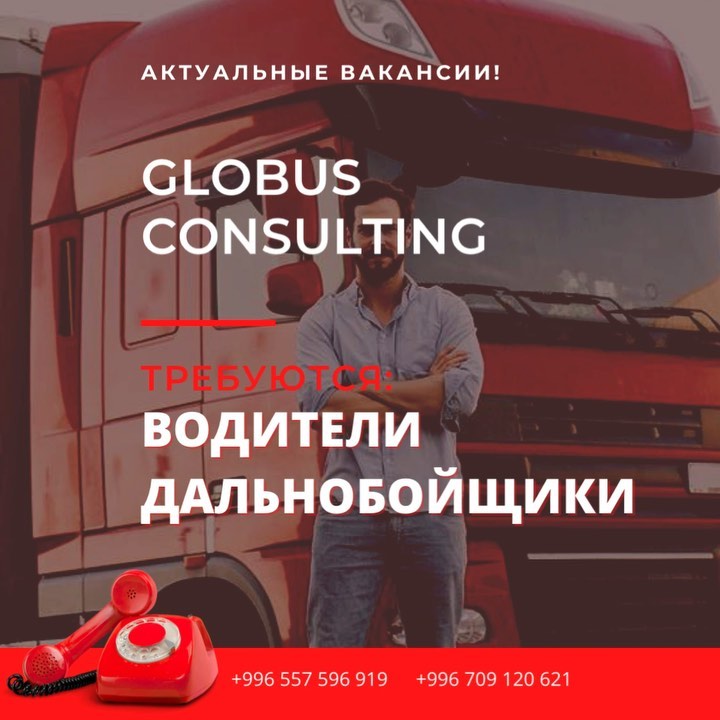 АКТУАЛЬНЫЕ ВАКАНСИИ!
GLOBUS
CONSULTING
ТРЕБУЮТСЯ:
ВОДИТЕЛИ
ДАЛЬНОБОЙЩИКИ
+996 557 596 919 +996 709 120 621